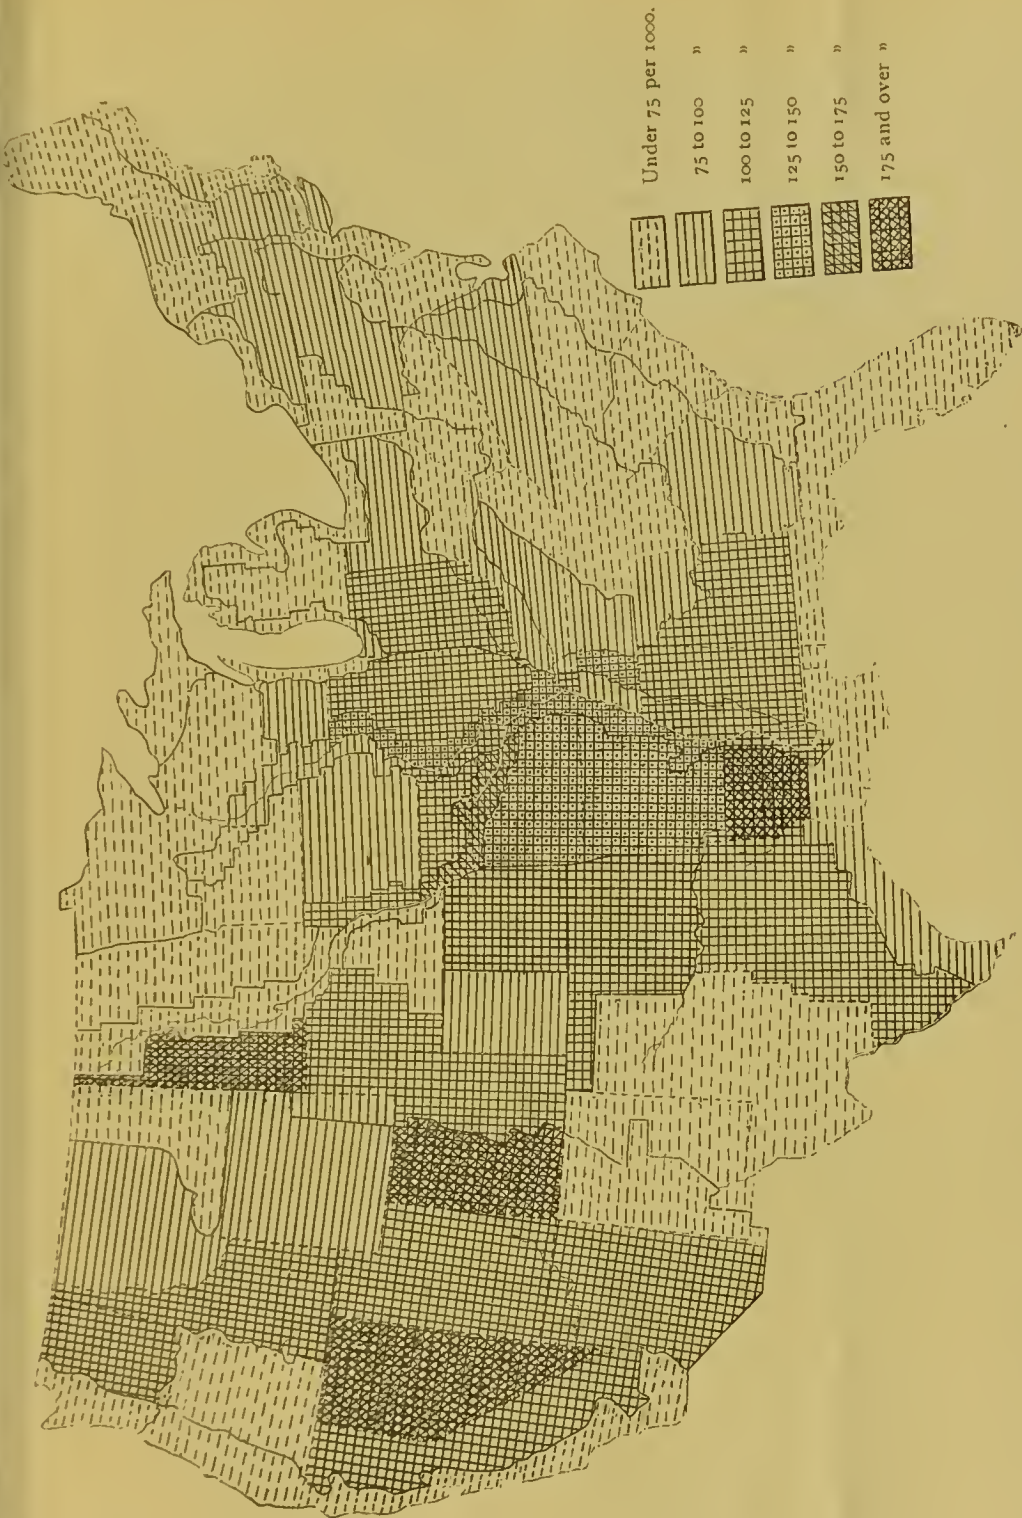 Under 75 per 1000.
75 to 100 "
100 to 125 "
125 to 150 "
150 to 175 "
175 and over "